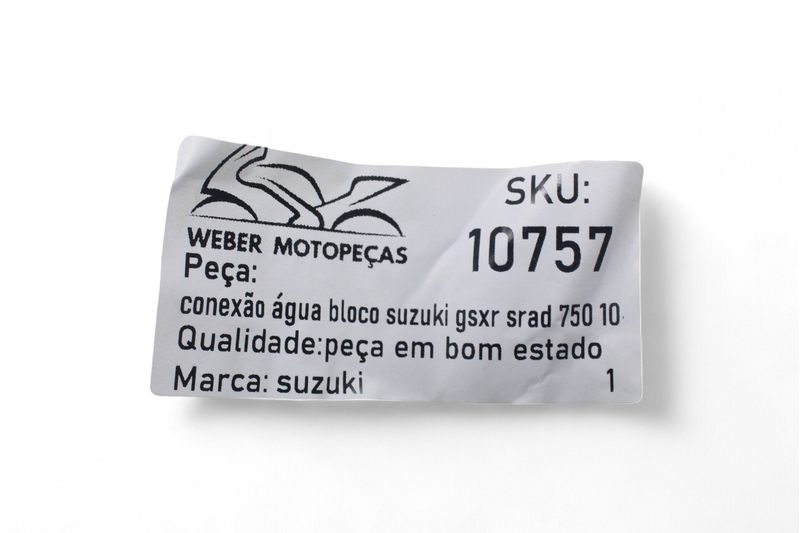 WEBER MOTOPEÇAS
SKU:
10757
Peça:
conexão água bloco suzuki gsxr srad 750 10
Qualidade:peça em bom estado
Marca: suzuki 1